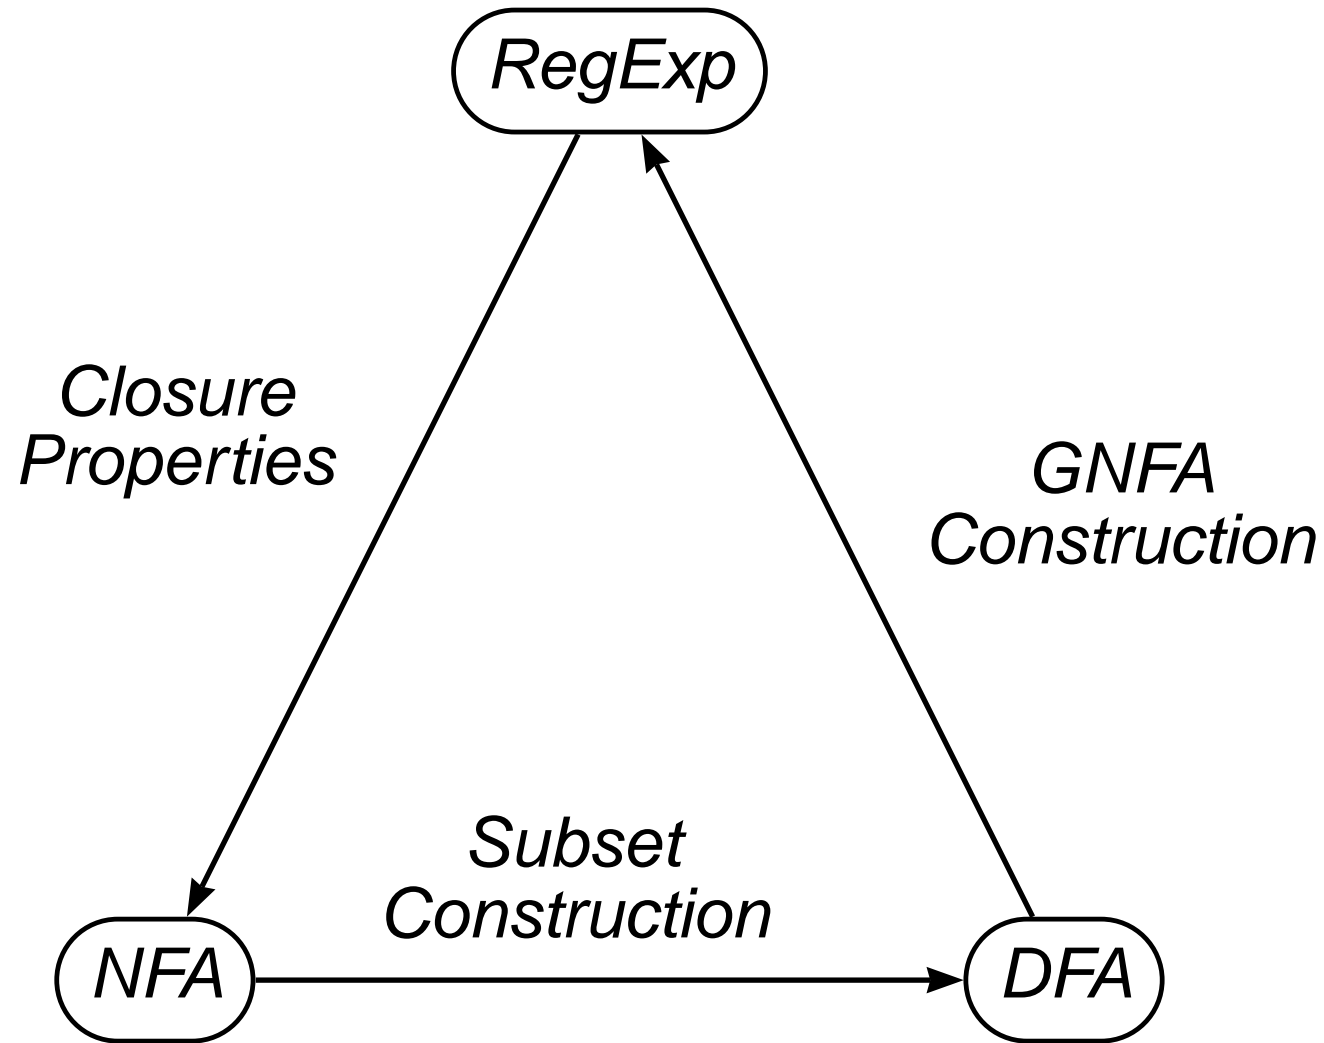 RegExp
Closure
Properties
GNFA
Construction
Subset
Construction
NFA
DFA